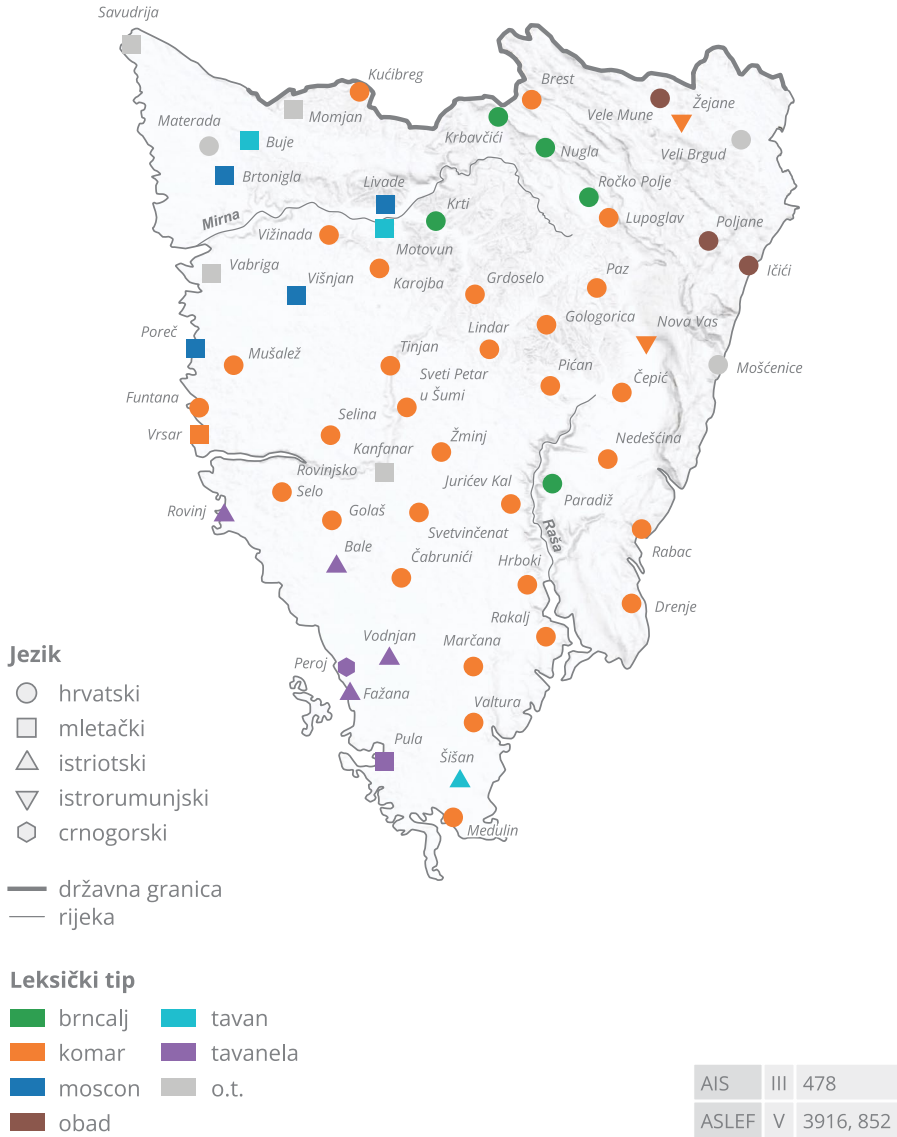 Savudrija
Kućibreg
Brest
Vele Mune
Žejane
Momjan
Materada
Buje
Krbavčići
Nugla
Veli Brgud
Brtonigla
Livade
Ročko Polje
Mirna
Krti
Lupoglav
Poljane
Vižinada
Motovun
Vabriga
Višnjan
Karojba
Grdoselo
Paz
Ičići
Gologorica
Nova Vas
Poreč
Lindar
Mušalež
Tinjan
Pićan
Mošćenice
Sveti Petar
u Šumi
Čepić
Funtana
Selina
Vrsar
Žminj
Nedešćina
Kanfanar
Rovinjsko
Selo
Jurićev Kal
Paradiž
Rovinj
Golaš
Svetvinčenat
Raša
Rabac
Bale
Čabrunići
Hrboki
Drenje
Rakalj
Vodnjan
Marčana
Peroj
Fažana
Valtura
Pula
Šišan
Medulin
Jezik
hrvatski
mletački
istriotski
istrorumunjski
crnogorski
državna granica
rijeka
Leksički tip
brncalj
tavan
komar
tavanela
moscon
o.t.
obad
AIS III 478
ASLEF V 3916, 852